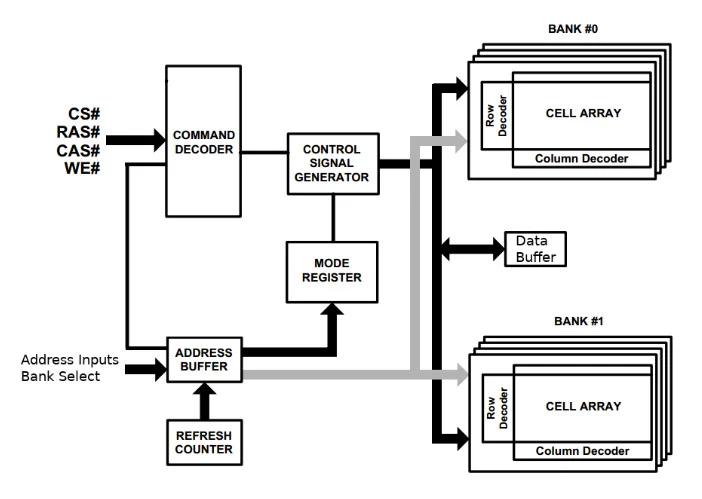 BANK #0
CS#
RAS#
CAS#
WE#
COMMAND
DECODER
CONTROL
SIGNAL
GENERATOR
Row
Decoder
CELL ARRAY
Column Decoder
Data
Buffer
MODE
REGISTER
BANK #1
Address Inputs
Bank Select
ADDRESS
BUFFER
Row
Decoder
CELL ARRAY
Column Decoder
REFRESH
COUNTER